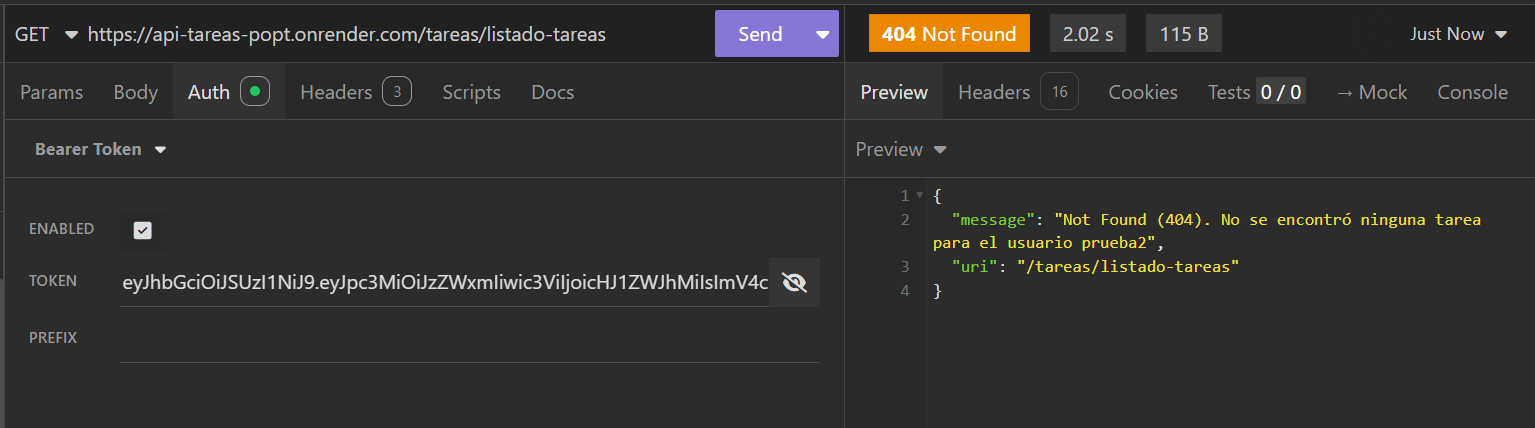 GET https://api-tareas-popt.onrender.com/tareas/listado-tareas Send
404 Not Found 2.02 s 115 B Just Now
Params Body Auth Headers 3 Scripts Docs
Preview Headers 16 Cookies Tests 0 / 0 → Mock Console
Bearer Token
Preview
ENABLED
TOKEN eyJhbGciOiJSUzI1NiJ9.eyJpc3MiOiJzZWxmIiwic3ViIjoicHJ1ZWJhMiIsImV4c
PREFIX
1 {
2 "message": "Not Found (404). No se encontró ninguna tarea
para el usuario prueba2",
3 "uri": "/tareas/listado-tareas"
4 }